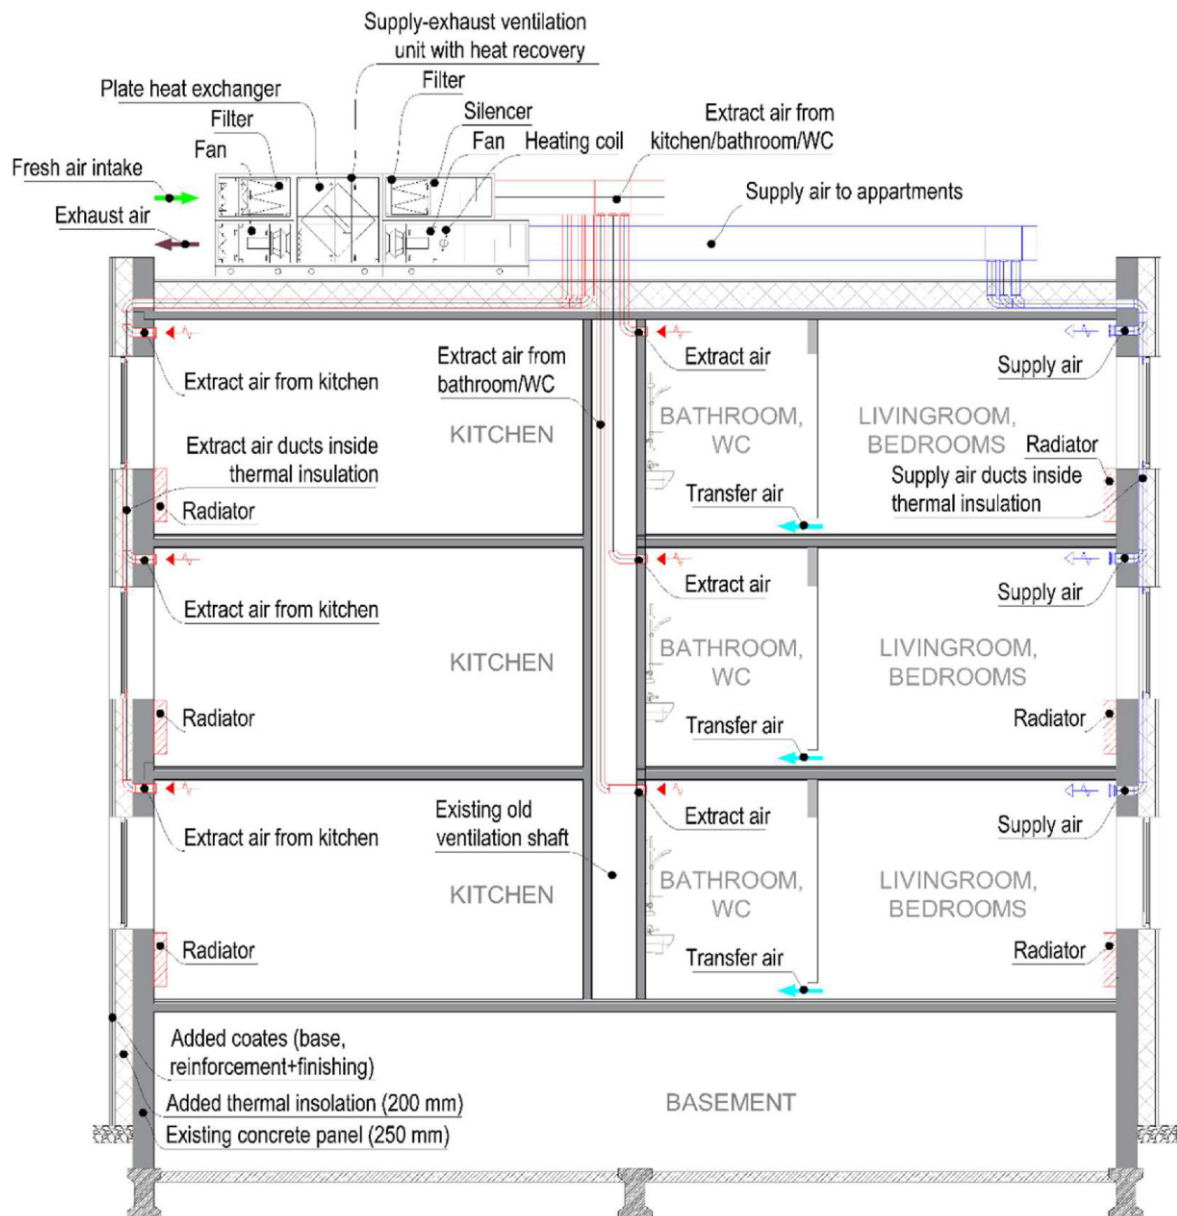 Supply-exhaust ventilation
unit with heat recovery
Plate heat exchanger
Filter
Filter
Silencer
Extract air from
kitchen/bathroom/WC
Fan
Fan
Heating coil
Fresh air intake
Supply air to appartments
Exhaust air
Extract air from kitchen
Extract air from
bathroom/WC
Extract air
Supply air
KITCHEN
BATHROOM,
WC
LIVINGROOM,
BEDROOMS
Extract air ducts inside
thermal insulation
Radiator
Radiator
Supply air ducts inside
thermal insulation
Transfer air
Extract air from kitchen
Extract air
Supply air
KITCHEN
BATHROOM,
WC
LIVINGROOM,
BEDROOMS
Radiator
Transfer air
Radiator
Extract air from kitchen
Existing old
ventilation shaft
Extract air
Supply air
KITCHEN
BATHROOM,
WC
LIVINGROOM,
BEDROOMS
Radiator
Transfer air
Radiator
Added coates (base,
reinforcement+finishing)
Added thermal insolation (200 mm)
Existing concrete panel (250 mm)
BASEMENT